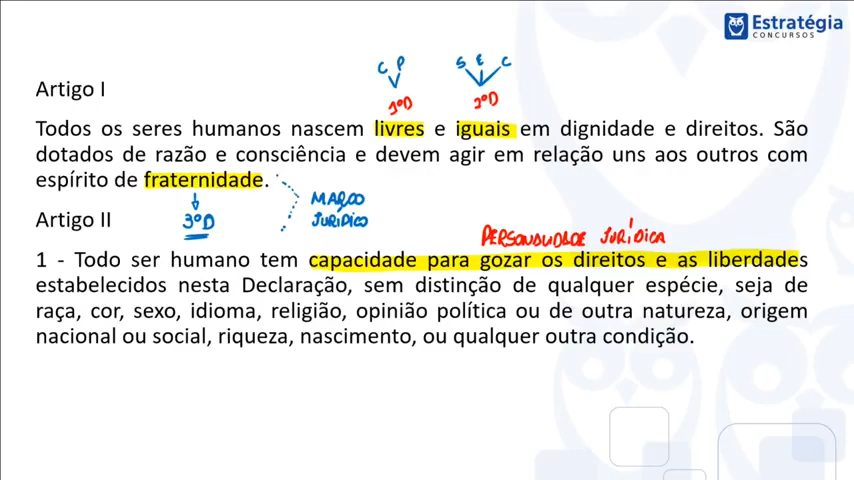 Estratégia
CONCURSOS
C P
S E C
Artigo I
1ºD
2ºD
Todos os seres humanos nascem livres e iguais em dignidade e direitos. São
dotados de razão e consciência e devem agir em relação uns aos outros com
espírito de fraternidade.
MARCO
JURÍDICO
Artigo II
3ºD
PERSONALIDADE JURÍDICA
1 - Todo ser humano tem capacidade para gozar os direitos e as liberdades
estabelecidos nesta Declaração, sem distinção de qualquer espécie, seja de
raça, cor, sexo, idioma, religião, opinião política ou de outra natureza, origem
nacional ou social, riqueza, nascimento, ou qualquer outra condição.